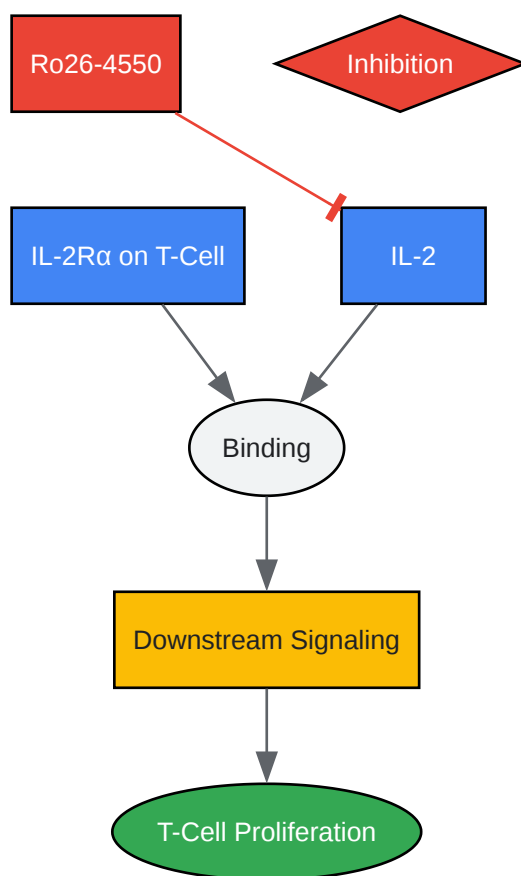 Ro26-4550
Inhibition
IL-2Rα on T-Cell
IL-2
Binding
Downstream Signaling
T-Cell Proliferation